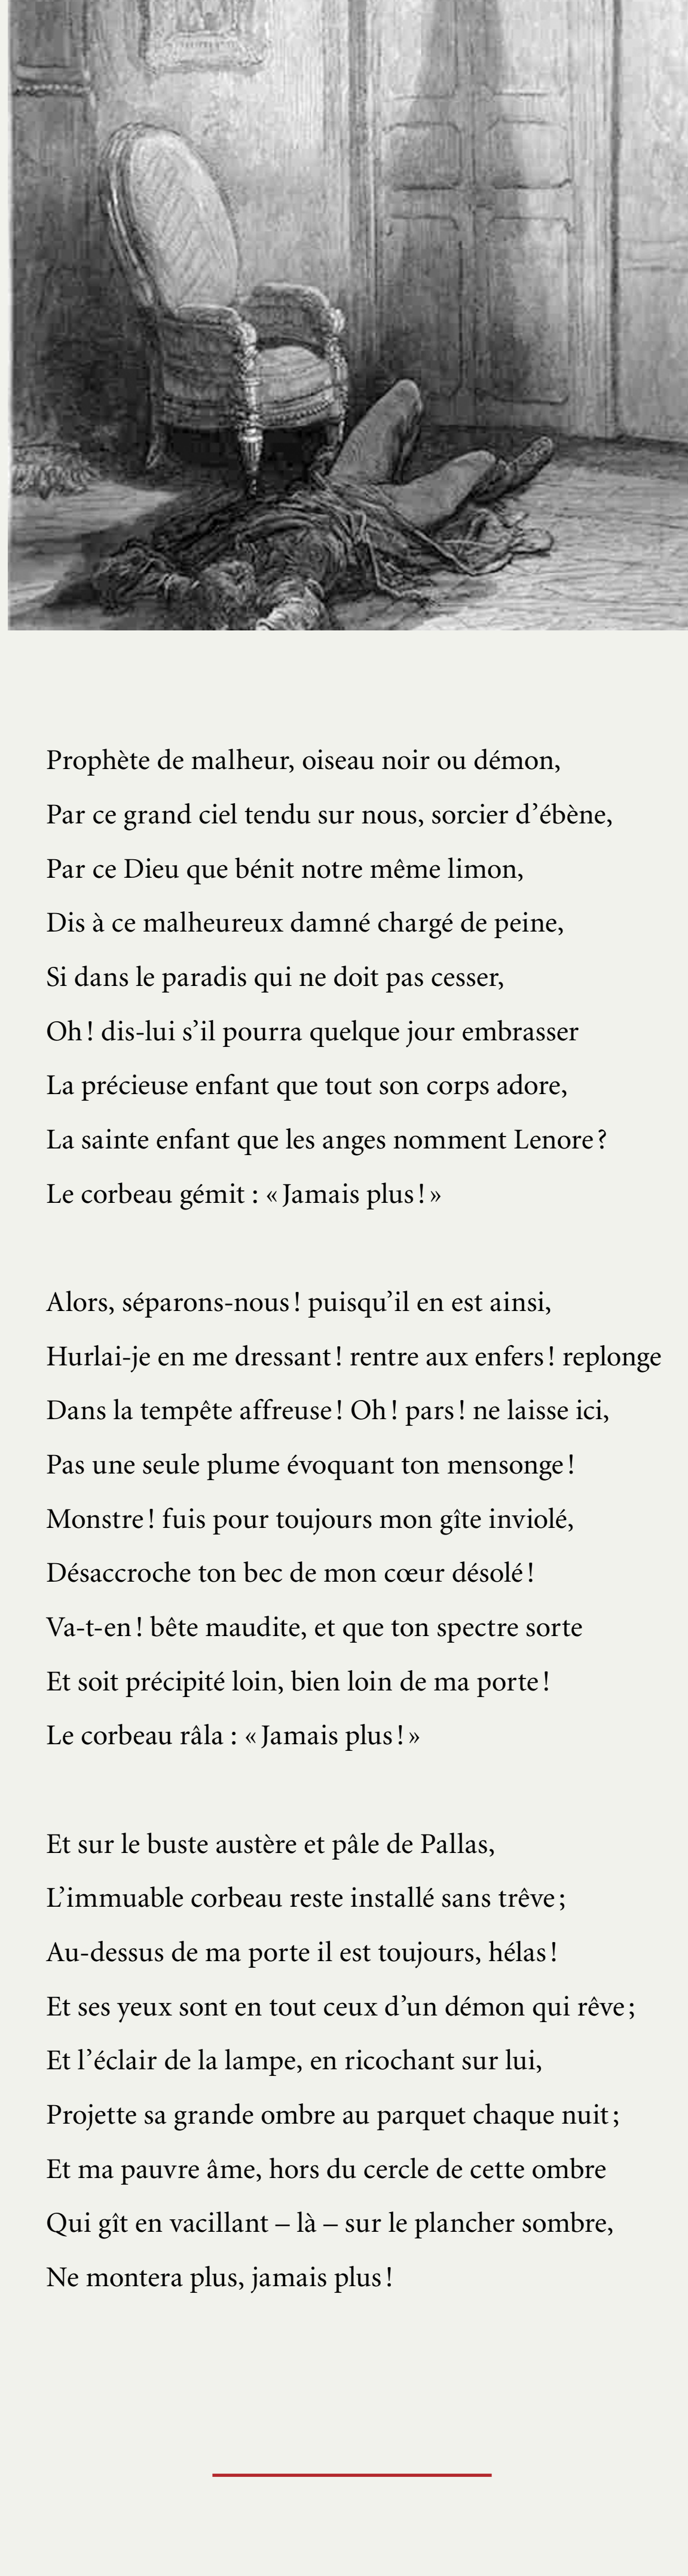 Prophète de malheur, oiseau noir ou démon,
Par ce grand ciel tendu sur nous, sorcier d’ébène,
Par ce Dieu que bénit notre même limon,
Dis à ce malheureux damné chargé de peine,
Si dans le paradis qui ne doit pas cesser,
Oh ! dis-lui s’il pourra quelque jour embrasser
La précieuse enfant que tout son corps adore,
La sainte enfant que les anges nomment Lenore ?
Le corbeau gémit : « Jamais plus ! »
Alors, séparons-nous ! puisqu’il en est ainsi,
Hurlai-je en me dressant ! rentre aux enfers ! replonge
Dans la tempête affreuse ! Oh ! pars ! ne laisse ici,
Pas une seule plume évoquant ton mensonge !
Monstre ! fuis pour toujours mon gîte inviolé,
Désaccroche ton bec de mon cœur désolé !
Va-t-en ! bête maudite, et que ton spectre sorte
Et soit précipité loin, bien loin de ma porte !
Le corbeau râla : « Jamais plus ! »
Et sur le buste austère et pâle de Pallas,
L’immuable corbeau reste installé sans trêve ;
Au-dessus de ma porte il est toujours, hélas !
Et ses yeux sont en tout ceux d’un démon qui rêve ;
Et l’éclair de la lampe, en ricochant sur lui,
Projette sa grande ombre au parquet chaque nuit ;
Et ma pauvre âme, hors du cercle de cette ombre
Qui gît en vacillant – là – sur le plancher sombre,
Ne montera plus, jamais plus !